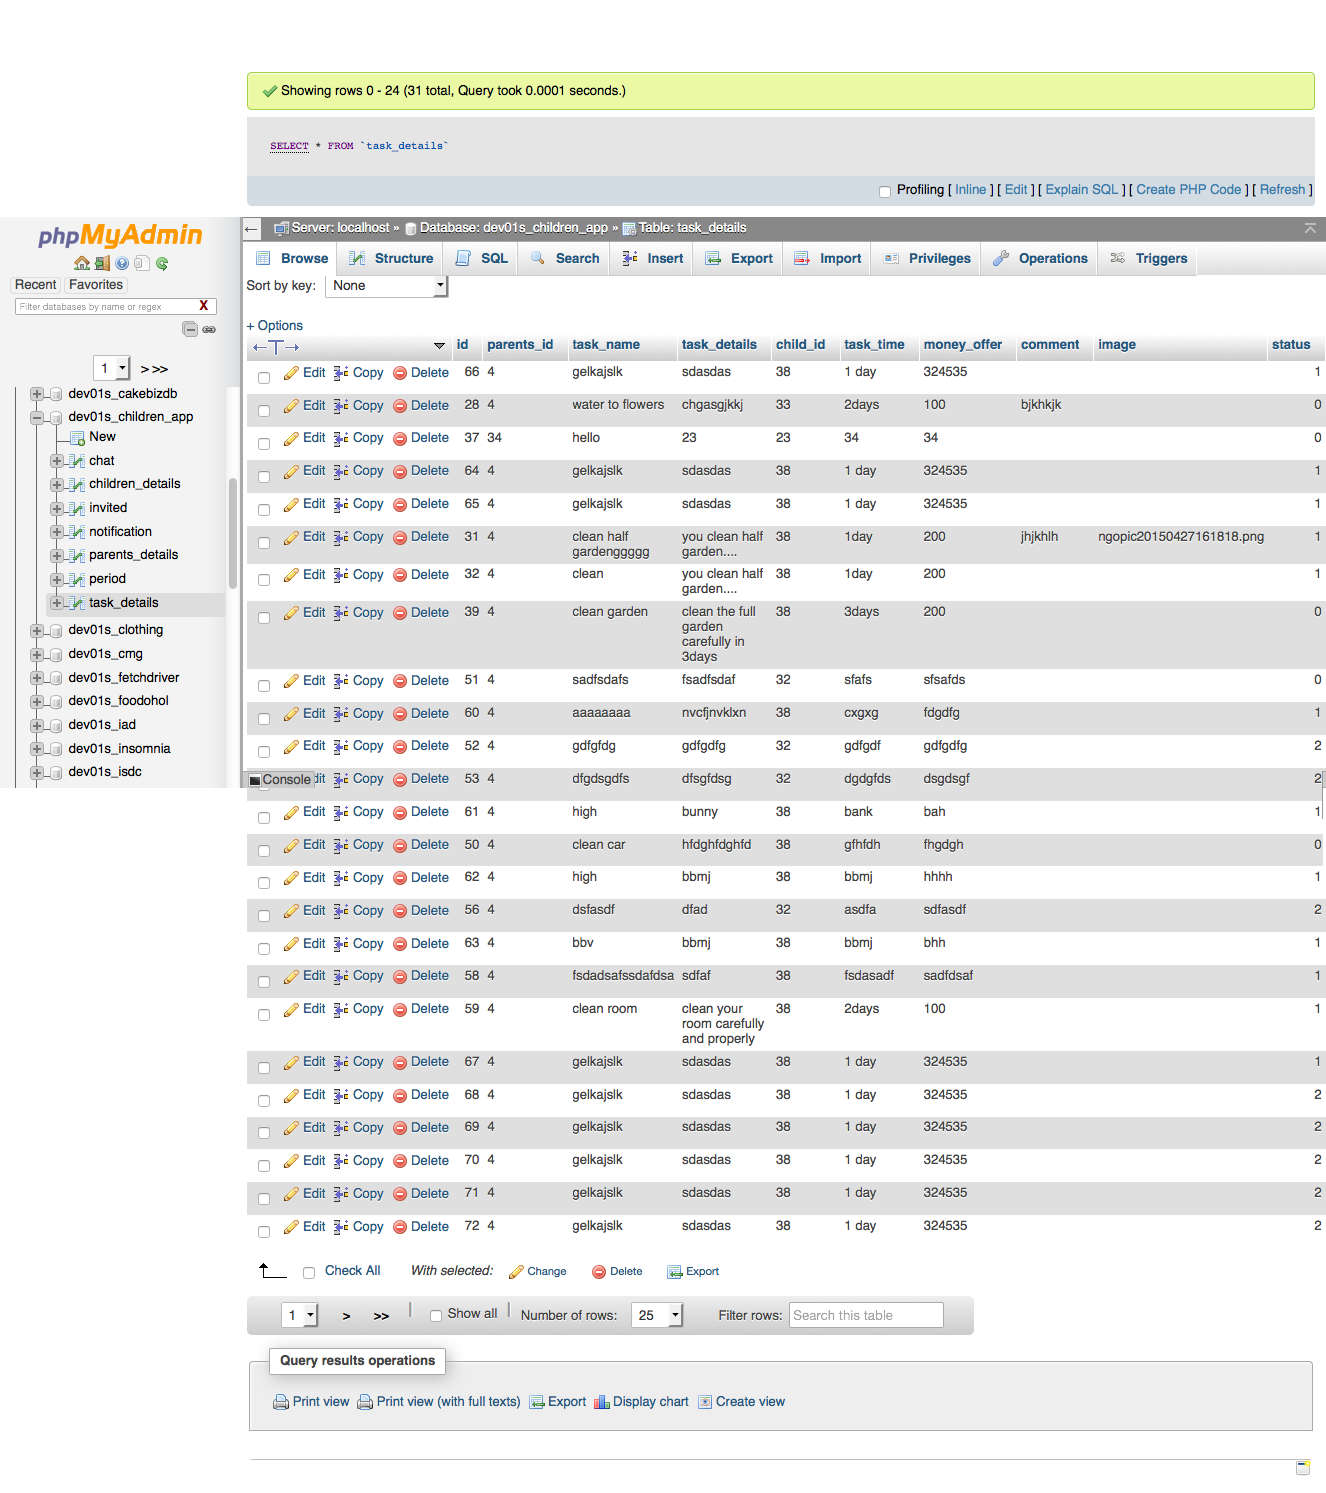 Showing rows 0 - 24 (31 total, Query took 0.0001 seconds.)
SELECT * FROM `task_details`
Profiling [ Inline ] [ Edit ] [ Explain SQL ] [ Create PHP Code ] [ Refresh ]
phpMyAdmin
Recent Favorites
Filter databases by name or regex X
1 > >>
dev01s_cakebizdb
dev01s_children_app
New
chat
children_details
invited
notification
parents_details
period
task_details
dev01s_clothing
dev01s_cmg
dev01s_fetchdriver
dev01s_foodohol
dev01s_iad
dev01s_insomnia
dev01s_isdc
Server: localhost » Database: dev01s_children_app » Table: task_details
Browse Structure SQL Search Insert Export Import Privileges Operations Triggers
Sort by key: None
+ Options
id parents_id task_name task_details child_id task_time money_offer comment image status
Edit Copy Delete 66 4 gelkajslk sdasdas 38 1 day 324535 1
Edit Copy Delete 28 4 water to flowers chgasgjkkj 33 2days 100 bjkhkjk 0
Edit Copy Delete 37 34 hello 23 23 34 34 0
Edit Copy Delete 64 4 gelkajslk sdasdas 38 1 day 324535 1
Edit Copy Delete 65 4 gelkajslk sdasdas 38 1 day 324535 1
Edit Copy Delete 31 4 clean half you clean half 38 1day 200 jhjkhlh ngopic20150427161818.png 1
gardenggggg garden....
Edit Copy Delete 32 4 clean you clean half 38 1day 200 1
garden....
Edit Copy Delete 39 4 clean garden clean the full 38 3days 200 0
garden
carefully in
3days
Edit Copy Delete 51 4 sadfsdafs fsadfsdaf 32 sfafs sfsafds 0
Edit Copy Delete 60 4 aaaaaaaa nvcfjnvklxn 38 cxgxg fdgdfg 1
Edit Copy Delete 52 4 gdfgfdg gdfgdfg 32 gdfgdf gdfgdfg 2
Console dit Copy Delete 53 4 dfgdsgdfs dfsgfdsg 32 dgdgfds dsgdsgf 2
Edit Copy Delete 61 4 high bunny 38 bank bah 1
Edit Copy Delete 50 4 clean car hfdghfdghfd 38 gfhfdh fhgdgh 0
Edit Copy Delete 62 4 high bbmj 38 bbmj hhhh 1
Edit Copy Delete 56 4 dsfasdf dfad 32 asdfa sdfasdf 2
Edit Copy Delete 63 4 bbv bbmj 38 bbmj bhh 1
Edit Copy Delete 58 4 fsdadsafssdafdsa sdfaf 38 fsdasadf sadfdsaf 1
Edit Copy Delete 59 4 clean room clean your 38 2days 100 1
room carefully
and properly
Edit Copy Delete 67 4 gelkajslk sdasdas 38 1 day 324535 1
Edit Copy Delete 68 4 gelkajslk sdasdas 38 1 day 324535 2
Edit Copy Delete 69 4 gelkajslk sdasdas 38 1 day 324535 2
Edit Copy Delete 70 4 gelkajslk sdasdas 38 1 day 324535 2
Edit Copy Delete 71 4 gelkajslk sdasdas 38 1 day 324535 2
Edit Copy Delete 72 4 gelkajslk sdasdas 38 1 day 324535 2
Check All With selected: Change Delete Export
1 > >> | Show all | Number of rows: 25 Filter rows: Search this table
Query results operations
Print view Print view (with full texts) Export Display chart Create view